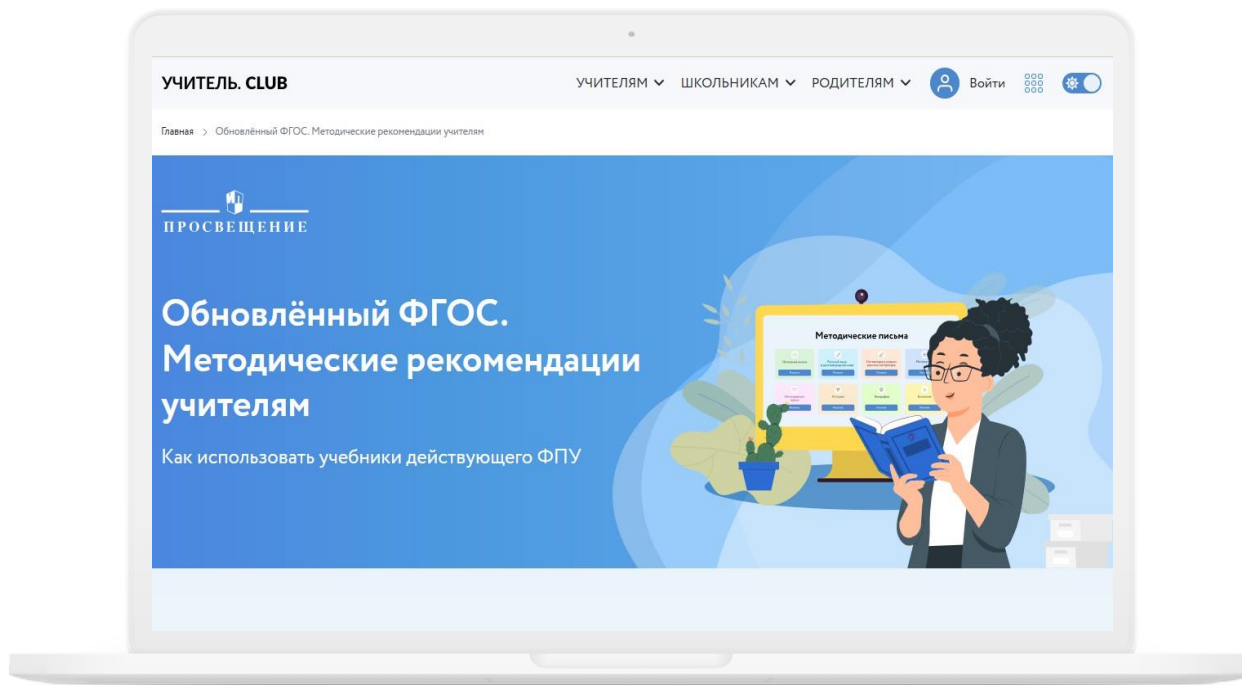 УЧИТЕЛЬ. CLUB
УЧИТЕЛЯМ
ШКОЛЬНИКАМ
РОДИТЕЛЯМ
Войти
Главная > Обновлённый ФГОС. Методические рекомендации учителям
ПРОСВЕЩЕНИЕ
Обновлённый ФГОС.
Методические рекомендации
учителям
Как использовать учебники действующего ФПУ
Методические письма